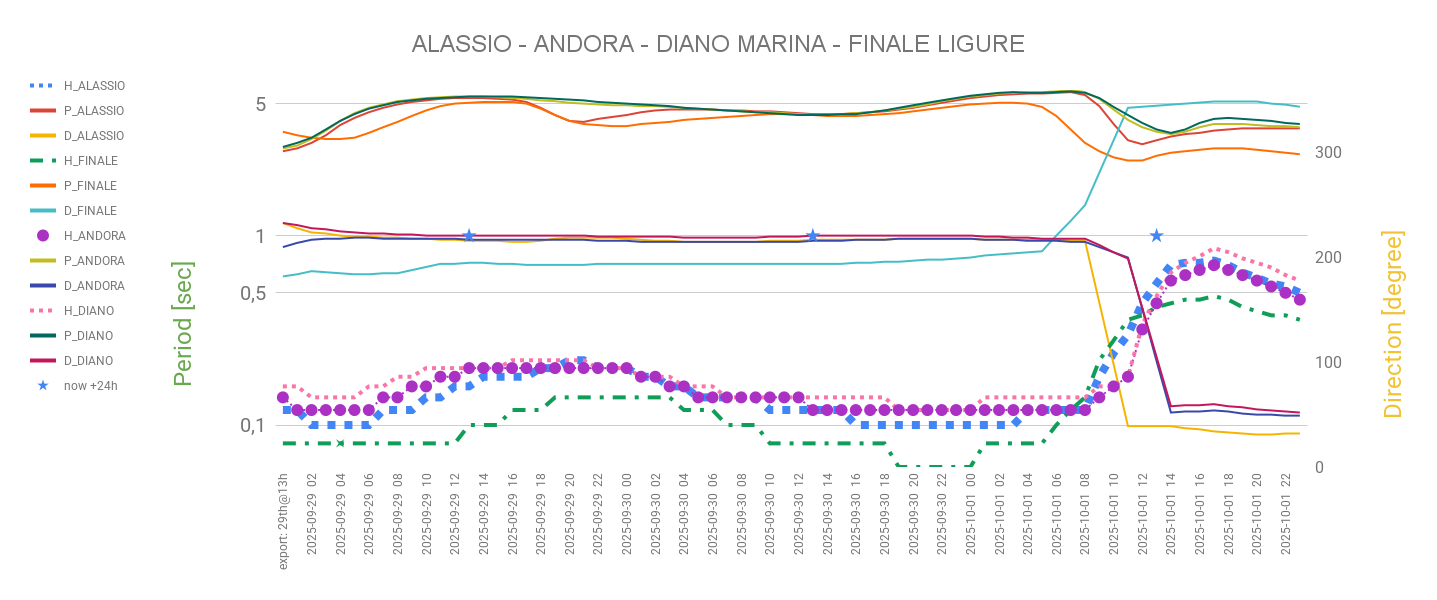 ALASSIO - ANDORA - DIANO MARINA - FINALE LIGURE
H_ALASSIO
P_ALASSIO
D_ALASSIO
H_FINALE
P_FINALE
D_FINALE
H_ANDORA
P_ANDORA
D_ANDORA
H_DIANO
P_DIANO
D_DIANO
now +24h
Period [sec]
5
1
0,5
0,1
300
200
100
0
Direction [degree]
export: 29th@13h
2025-09-29 02
2025-09-29 04
2025-09-29 06
2025-09-29 08
2025-09-29 10
2025-09-29 12
2025-09-29 14
2025-09-29 16
2025-09-29 18
2025-09-29 20
2025-09-29 22
2025-09-30 00
2025-09-30 02
2025-09-30 04
2025-09-30 06
2025-09-30 08
2025-09-30 10
2025-09-30 12
2025-09-30 14
2025-09-30 16
2025-09-30 18
2025-09-30 20
2025-09-30 22
2025-10-01 00
2025-10-01 02
2025-10-01 04
2025-10-01 06
2025-10-01 08
2025-10-01 10
2025-10-01 12
2025-10-01 14
2025-10-01 16
2025-10-01 18
2025-10-01 20
2025-10-01 22